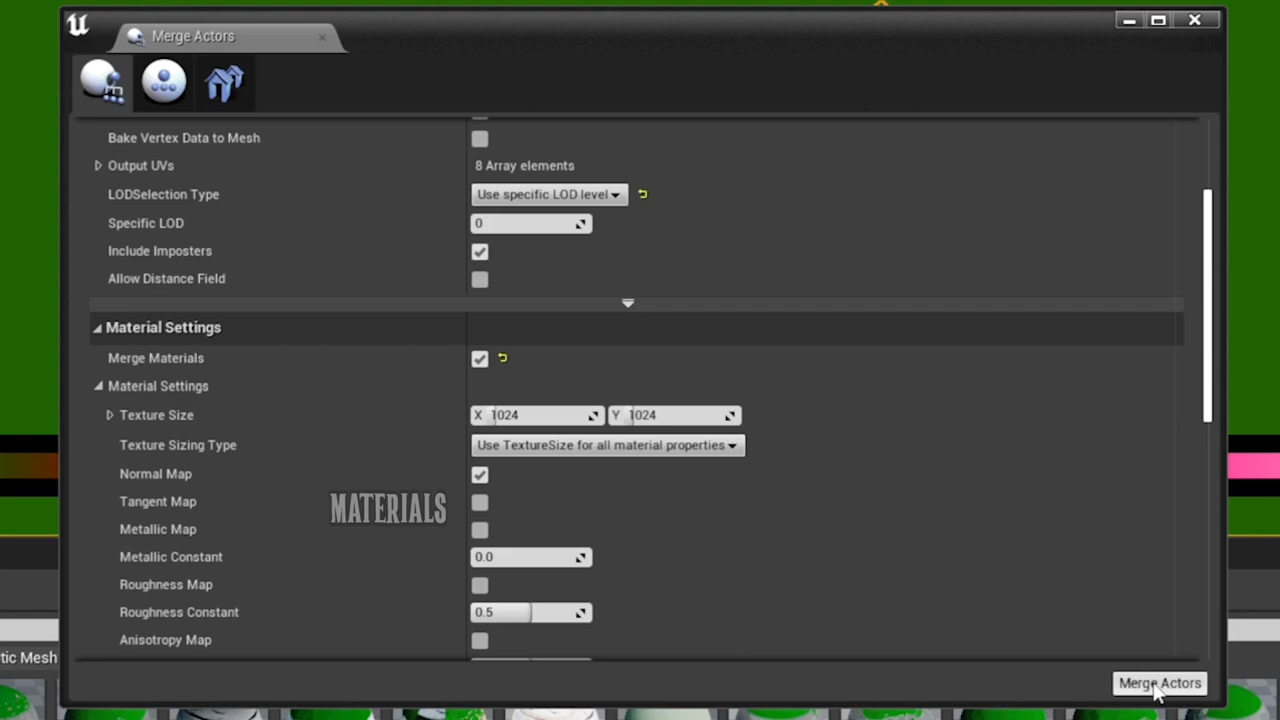 Merge Actors
Bake Vertex Data to Mesh
Output UVs 8 Array elements
LODSelection Type Use specific LOD level
Specific LOD 0
Include Imposters
Allow Distance Field
Material Settings
Merge Materials
Material Settings
Texture Size X 1024 Y 1024
Texture Sizing Type Use TextureSize for all material properties
Normal Map
Tangent Map
MATERIALS
Metallic Map
Metallic Constant 0.0
Roughness Map
Roughness Constant 0.5
Anisotropy Map
tic Mesh
Merge Actors